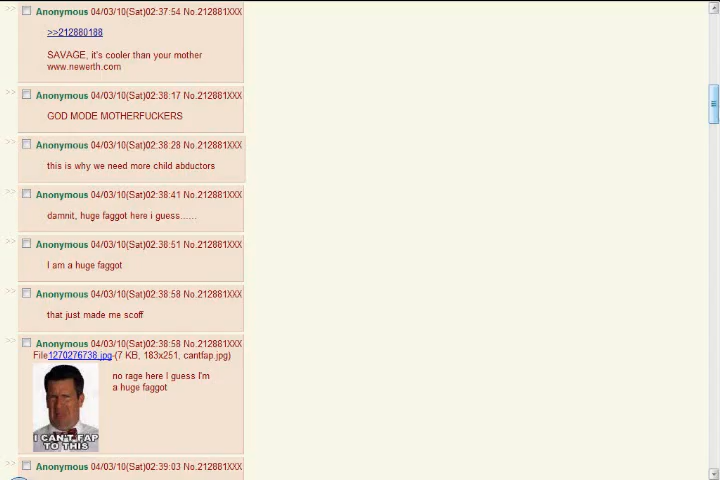 >> Anonymous 04/03/10(Sat)02:37:54 No.212881XXX
>>212880188
SAVAGE, it's cooler than your mother
www.newerth.com
>> Anonymous 04/03/10(Sat)02:38:17 No.212881XXX
GOD MODE MOTHERFUCKERS
>> Anonymous 04/03/10(Sat)02:38:28 No.212881XXX
this is why we need more child abductors
>> Anonymous 04/03/10(Sat)02:38:41 No.212881XXX
damnit, huge faggot here i guess......
>> Anonymous 04/03/10(Sat)02:38:51 No.212881XXX
I am a huge faggot
>> Anonymous 04/03/10(Sat)02:38:58 No.212881XXX
that just made me scoff
>> Anonymous 04/03/10(Sat)02:38:58 No.212881XXX
File1270276738.jpg-(7 KB, 183x251, cantfap.jpg)
no rage here I guess I'm
a huge faggot
I CAN'T FAP
TO THIS
>> Anonymous 04/03/10(Sat)02:39:03 No.212881XXX